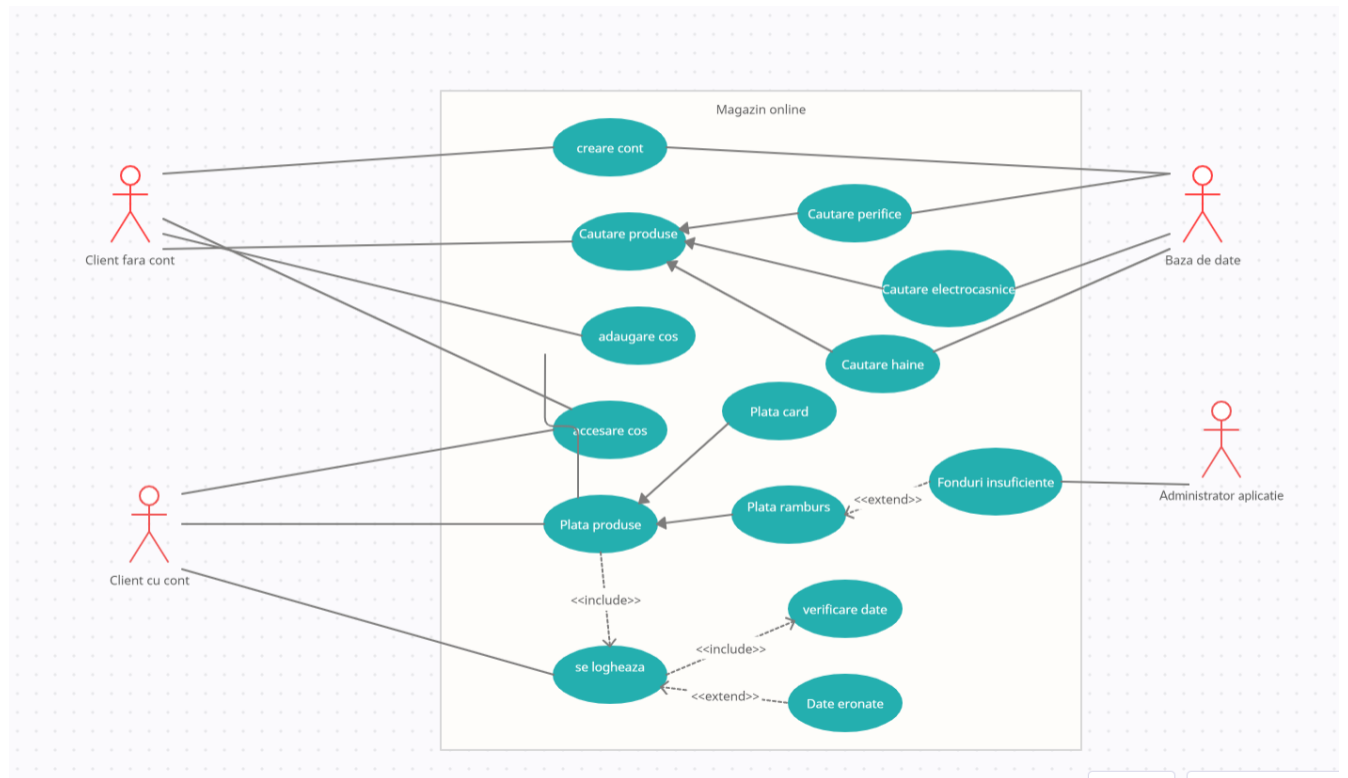 Magazin online
creare cont
Cautare perifice
Cautare produse
Client fara cont
Baza de date
Cautare electrocasnice
adaugare cos
Cautare haine
Plata card
accesare cos
Fonduri insuficiente
<<extend>>
Administrator aplicatie
Plata ramburs
Plata produse
Client cu cont
<<include>>
verificare date
<<include>>
se logheaza
<<extend>>
Date eronate